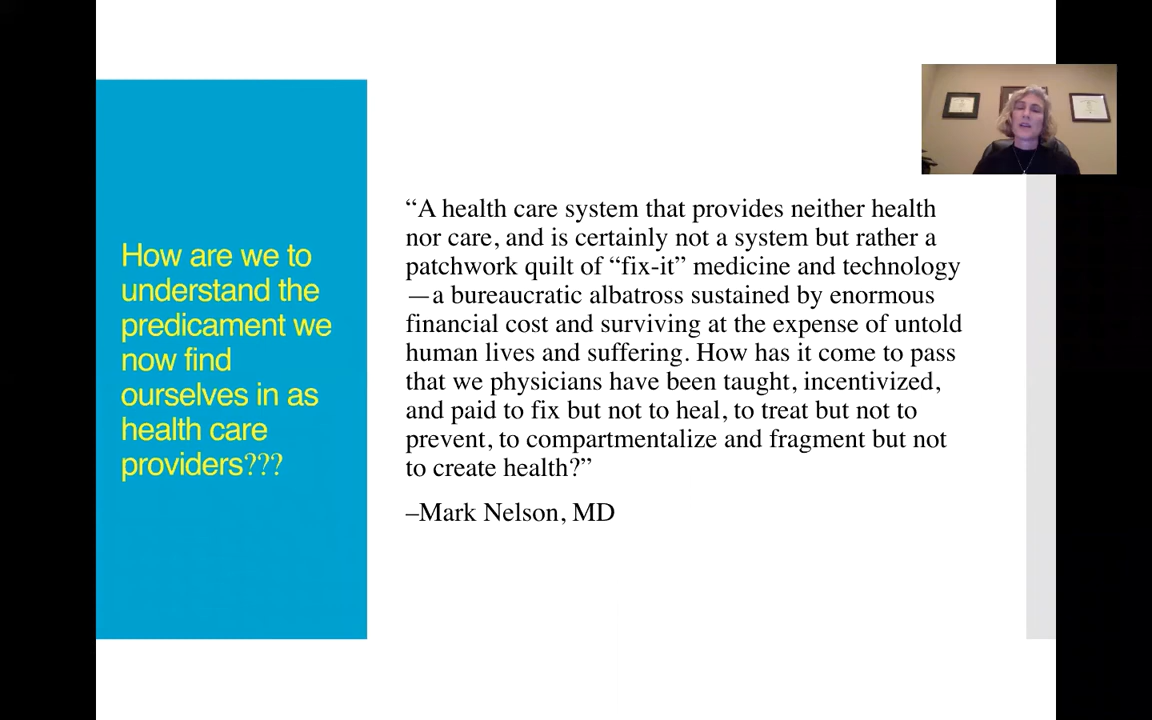 How are we to
understand the
predicament we
now find
ourselves in as
health care
providers???
“A health care system that provides neither health
nor care, and is certainly not a system but rather a
patchwork quilt of “fix-it” medicine and technology
—a bureaucratic albatross sustained by enormous
financial cost and surviving at the expense of untold
human lives and suffering. How has it come to pass
that we physicians have been taught, incentivized,
and paid to fix but not to heal, to treat but not to
prevent, to compartmentalize and fragment but not
to create health?”
–Mark Nelson, MD